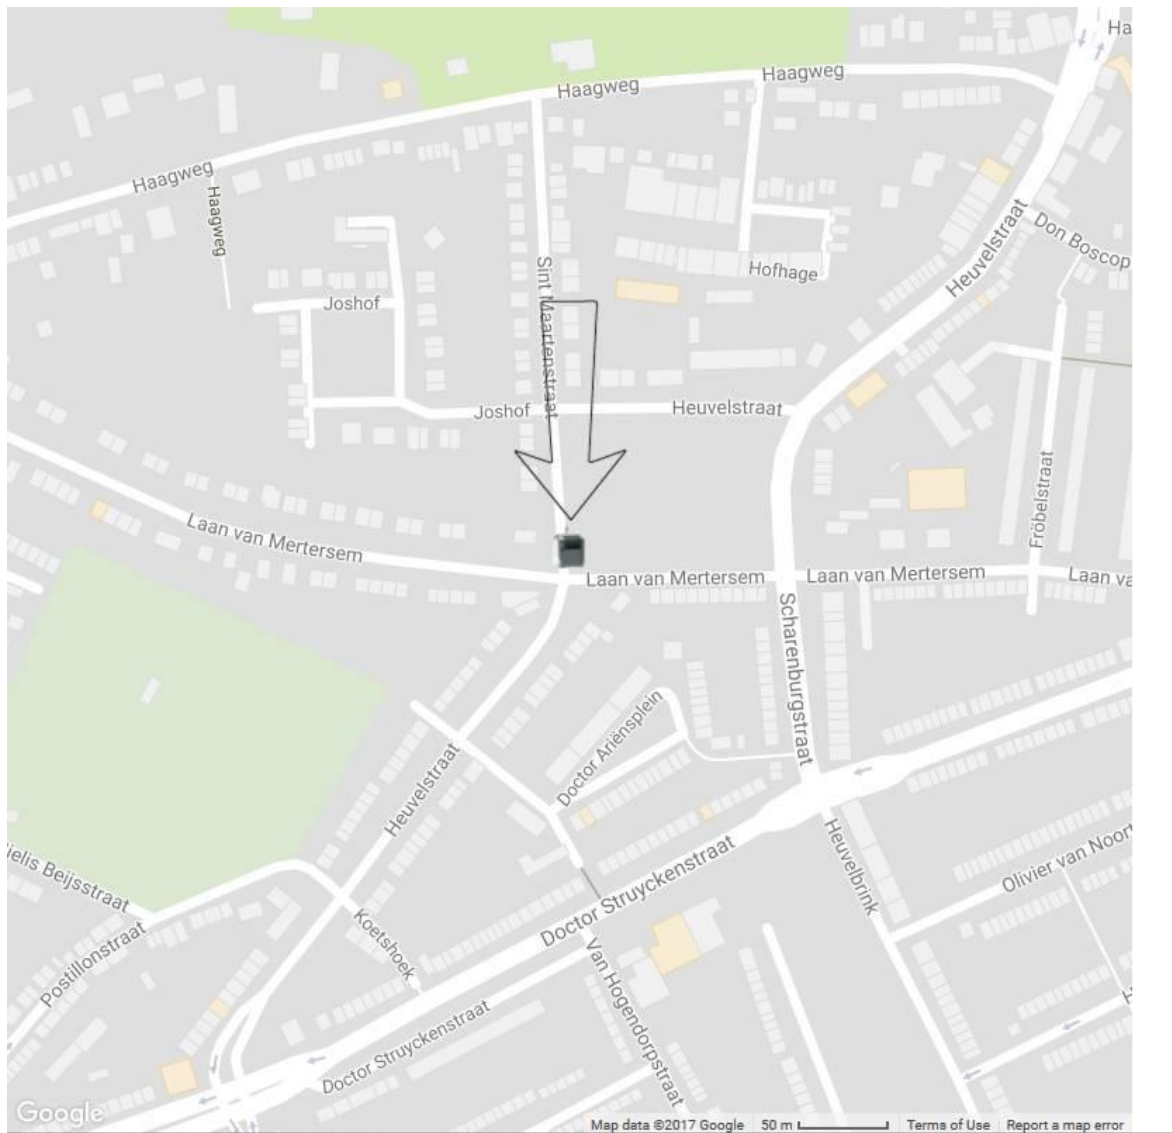 Ha
Haagweg
Haagweg
Haagweg
Haagweg
Don Boscop
Heuvelstraat
Hofhage
Sint Maartenstraat
Joshof
Joshof
Heuvelstraat
Fröbelstraat
Laan van Mertersem
Laan van Mertersem
Laan van Mertersem
Laan va
Scharenburgstraat
Doctor Ariënsplein
Heuvelstraat
Heuvelbrink
Olivier van Noort
ielis Beijsstraat
Doctor Struyckenstraat
Koetshoek
Postillonstraat
Van Hogendorpstraat
Doctor Struyckenstraat
H
Google
Map data ©2017 Google 50 m Terms of Use Report a map error